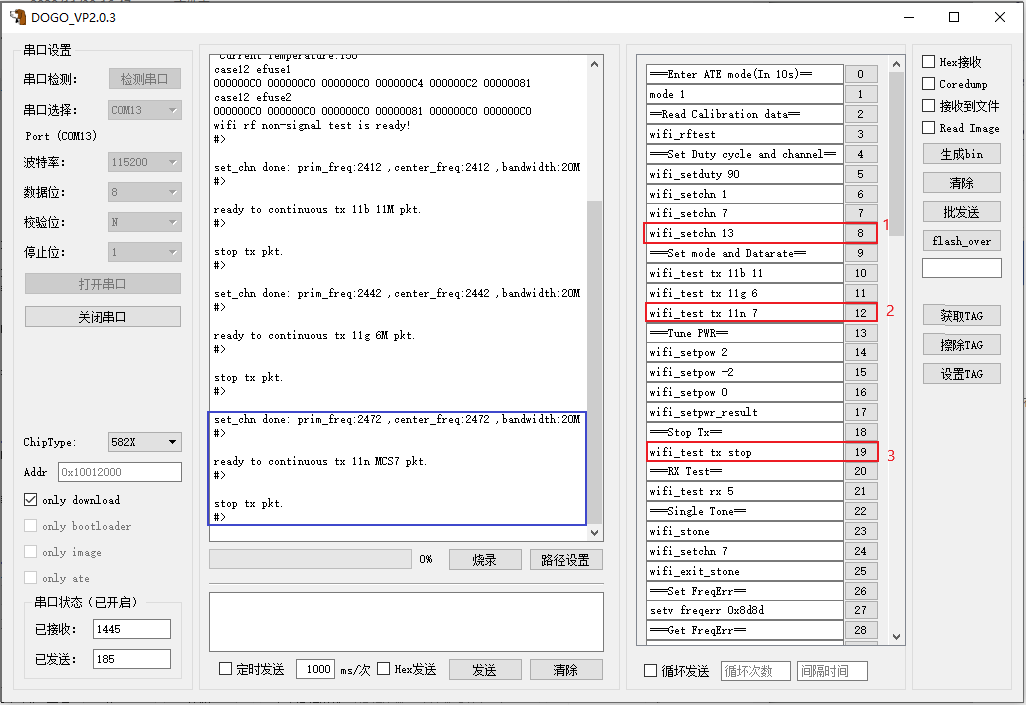 DOGO_VP2.0.3
串口设置
串口检测:
检测串口
串口选择:
COM13
Port (COM13)
波特率:
115200
数据位:
8
校验位:
N
停止位:
1
打开串口
关闭串口
ChipType:
582X
Addr
0x10012000
only download
only bootloader
only image
only ate
串口状态（已开启）
已接收:
1445
已发送:
185
Current Temperature:150
case12 efuse1
000000C0 000000C0 000000C0 000000C4 000000C2 00000081
case12 efuse2
000000C0 000000C0 000000C0 00000081 000000C0 000000C0
wifi rf non-signal test is ready!
#>
set_chn done: prim_freq:2412 ,center_freq:2412 ,bandwidth:20M
#>
ready to continuous tx 11b 11M pkt.
#>
stop tx pkt.
#>
set_chn done: prim_freq:2442 ,center_freq:2442 ,bandwidth:20M
#>
ready to continuous tx 11g 6M pkt.
#>
stop tx pkt.
#>
set_chn done: prim_freq:2472 ,center_freq:2472 ,bandwidth:20M
#>
ready to continuous tx 11n MCS7 pkt.
#>
stop tx pkt.
#>
0%
烧录
路径设置
定时发送
1000
ms/次
Hex发送
发送
清除
===Enter ATE mode(In 10s)== 0
mode 1 1
==Read Calibration data== 2
wifi_rftest 3
===Set Duty cycle and channel== 4
wifi_setduty 90 5
wifi_setchn 1 6
wifi_setchn 7 7
wifi_setchn 13 8 1
===Set mode and Datarate== 9
wifi_test tx 11b 11 10
wifi_test tx 11g 6 11
wifi_test tx 11n 7 12 2
===Tune PWR== 13
wifi_setpow 2 14
wifi_setpow -2 15
wifi_setpow 0 16
wifi_setpwr_result 17
===Stop Tx== 18
wifi_test tx stop 19 3
===RX Test== 20
wifi_test rx 5 21
===Single Tone== 22
wifi_stone 23
wifi_setchn 7 24
wifi_exit_stone 25
===Set FreqErr== 26
setv freqerr 0x8d8d 27
===Get FreqErr== 28
循环发送
循环次数
间隔时间
Hex接收
Coredump
接收到文件
Read Image
生成bin
清除
批发送
flash_over
获取TAG
擦除TAG
设置TAG